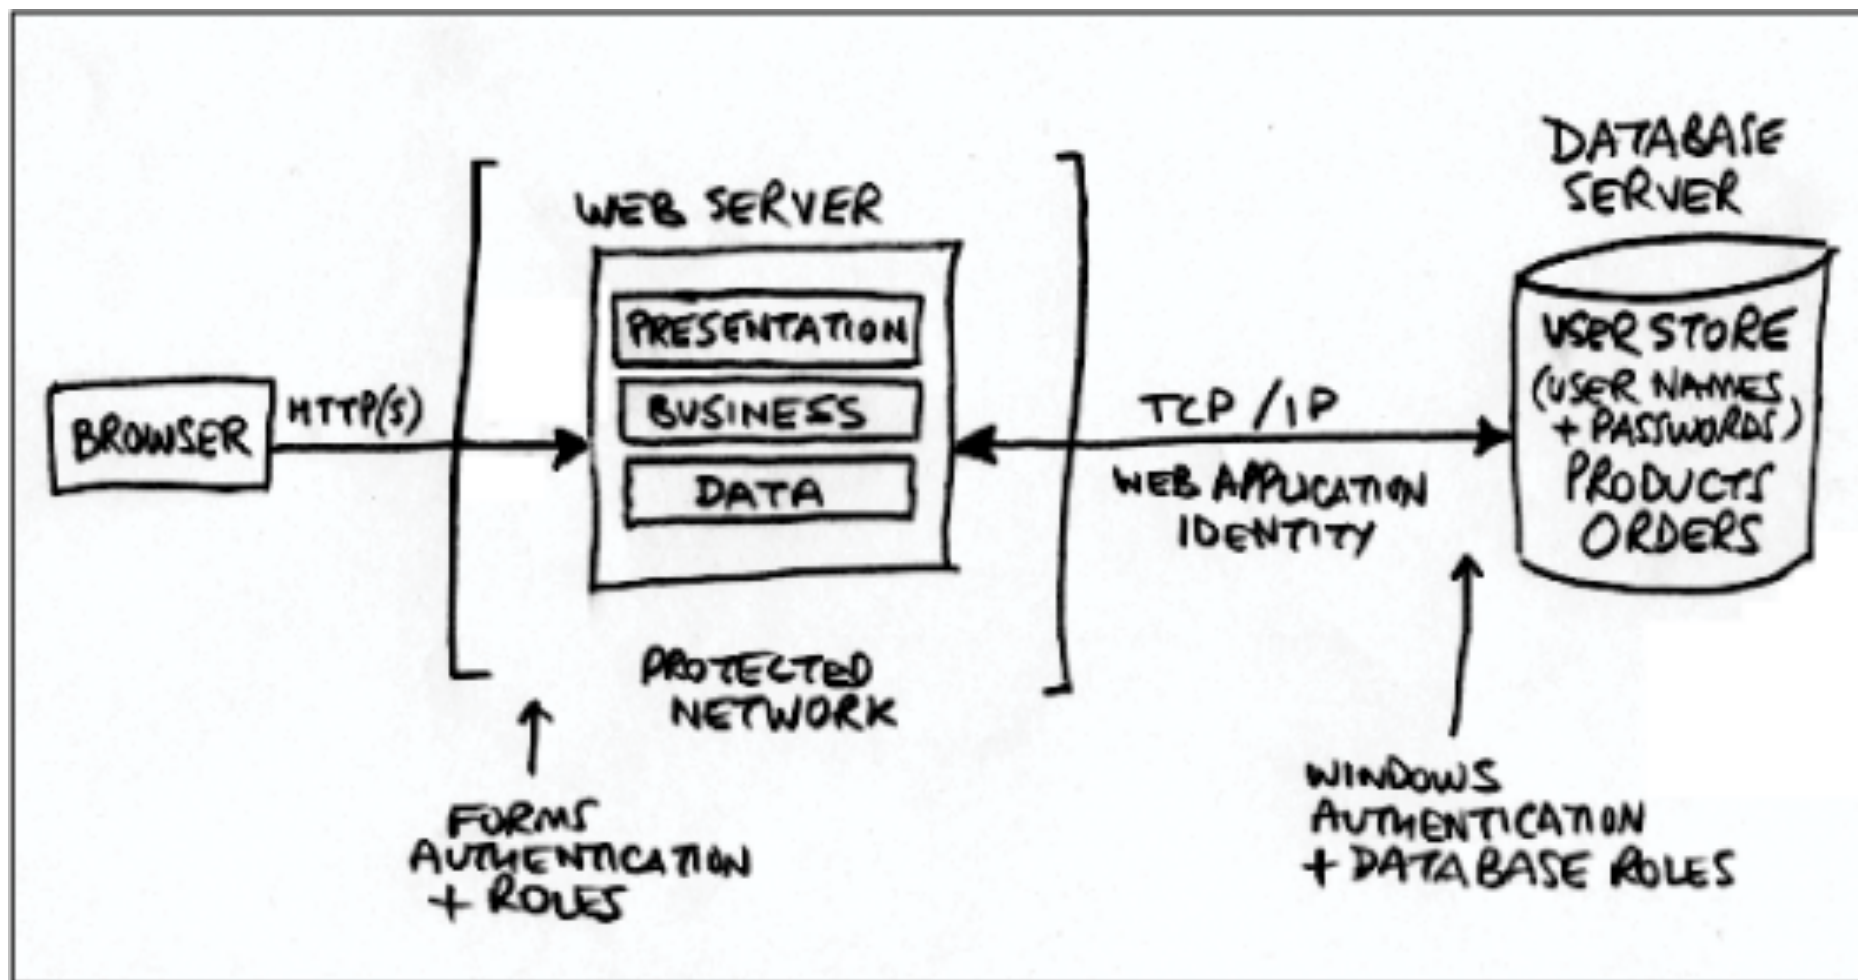 DATABASE
SERVER
WEB SERVER
PRESENTATION
BUSINESS
DATA
BROWSER
HTTP(S)
TCP/IP
WEB APPLICATION
IDENTITY
USER STORE
(USER NAMES
+ PASSWORDS)
PRODUCTS
ORDERS
PROTECTED
NETWORK
FORMS
AUTHENTICATION
+ ROLES
WINDOWS
AUTHENTICATION
+ DATABASE ROLES